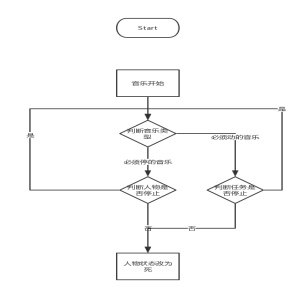 Start
音乐开始
是
是
判断音乐类
型
必须动的音乐
必须停的音乐
判断人物是
否停止
判断任务是
否停止
否
否
人物状态改为
死